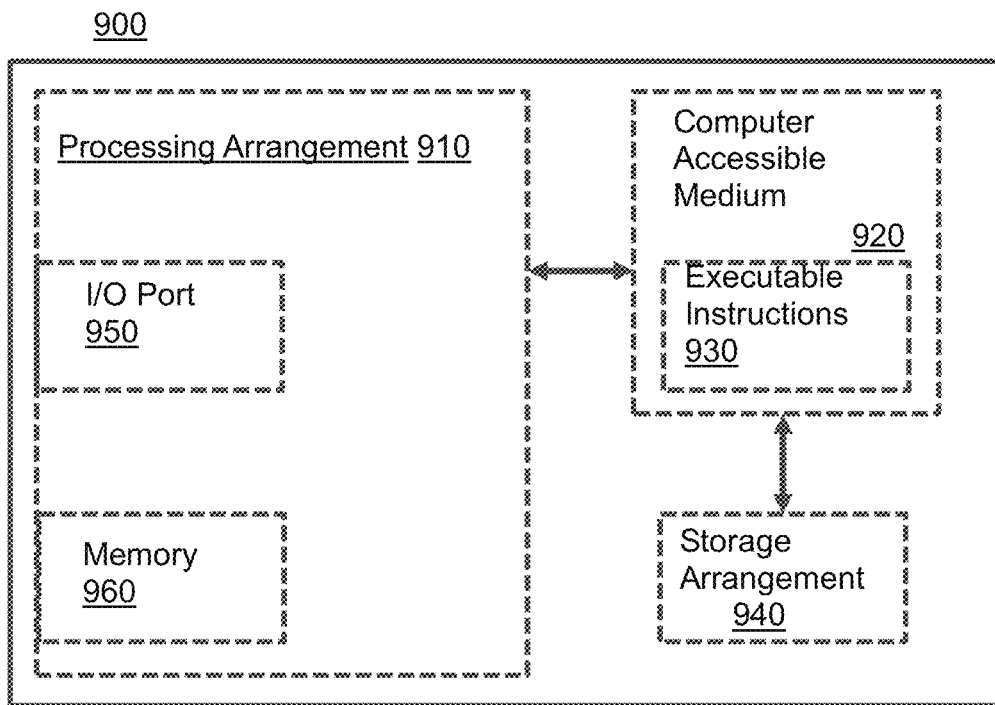 900
Processing Arrangement 910
I/O Port
950
Memory
960
Computer
Accessible
Medium
920
Executable
Instructions
930
Storage
Arrangement
940